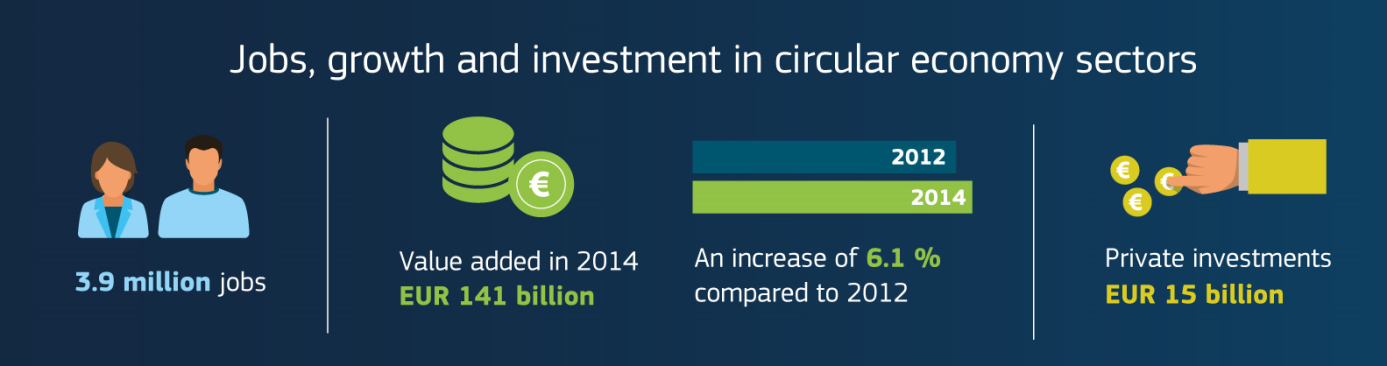 Jobs, growth and investment in circular economy sectors
3.9 million jobs
€
Value added in 2014
EUR 141 billion
2012
2014
An increase of 6.1 %
compared to 2012
€
€
€
Private investments
EUR 15 billion